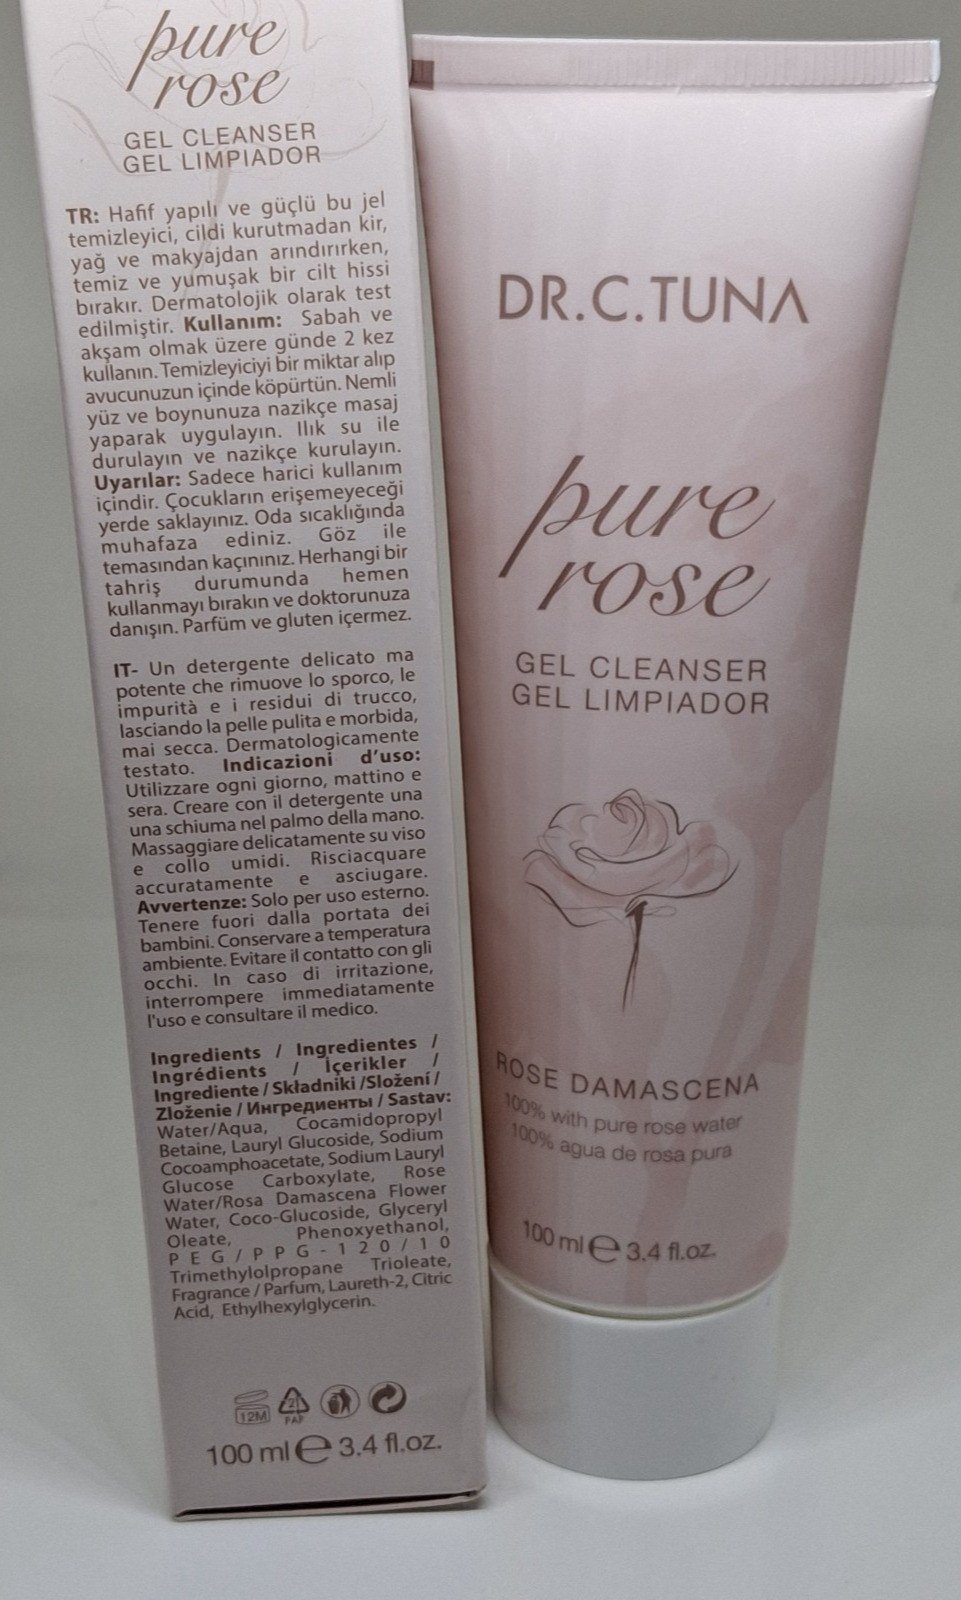 pure
rose
GEL CLEANSER
GEL LIMPIADOR
TR: Hafif yapılı ve güçlü bu jel
temizleyici, cildi kurutmadan kir,
yağ ve makyajdan arındırırken,
temiz ve yumuşak bir cilt hissi
bırakır. Dermatolojik olarak test
edilmiştir. Kullanım: Sabah ve
akşam olmak üzere günde 2 kez
kullanın. Temizleyiciyi bir miktar alıp
avucunuzun içinde köpürtün. Nemli
yüz ve boynunuza nazikçe masaj
yaparak uygulayın. Ilık su ile
durulayın ve nazikçe kurulayın.
Uyarılar: Sadece harici kullanım
içindir. Çocukların erişemeyeceği
yerde saklayınız. Oda sıcaklığında
muhafaza ediniz. Göz ile
temasından kaçınınız. Herhangi bir
tahriş durumunda hemen
kullanmayı bırakın ve doktorunuza
danışın. Parfüm ve gluten içermez.
IT- Un detergente delicato ma
potente che rimuove lo sporco, le
impurità e i residui di trucco,
lasciando la pelle pulita e morbida,
mai secca. Dermatologicamente
testato. Indicazioni d'uso:
Utilizzare ogni giorno, mattino e
sera. Creare con il detergente una
una schiuma nel palmo della mano.
Massaggiare delicatamente su viso
e collo umidi. Risciacquare
accuratamente e asciugare.
Avvertenze: Solo per uso esterno.
Tenere fuori dalla portata dei
bambini. Conservare a temperatura
ambiente. Evitare il contatto con gli
occhi. In caso di irritazione,
interrompere immediatamente
l'uso e consultare il medico.
Ingredients / Ingredientes /
Ingrédients / İçerikler /
Ingrediente / Składniki /Složení /
Zloženie / Ингредиенты / Sastav:
Water/Aqua, Cocamidopropyl
Betaine, Lauryl Glucoside, Sodium
Cocoamphoacetate, Sodium Lauryl
Glucose Carboxylate, Rose
Water/Rosa Damascena Flower
Water, Coco-Glucoside, Glyceryl
Oleate, Phenoxyethanol,
PEG/PPG-120/10
Trimethylolpropane Trioleate,
Fragrance / Parfum, Laureth-2, Citric
Acid, Ethylhexylglycerin.
12M
21
PAP
100 ml e 3.4 fl.oz.
DR.C.TUNA
pure
rose
GEL CLEANSER
GEL LIMPIADOR
ROSE DAMASCENA
100% with pure rose water
100% agua de rosa pura
100 ml e 3.4 fl.oz.